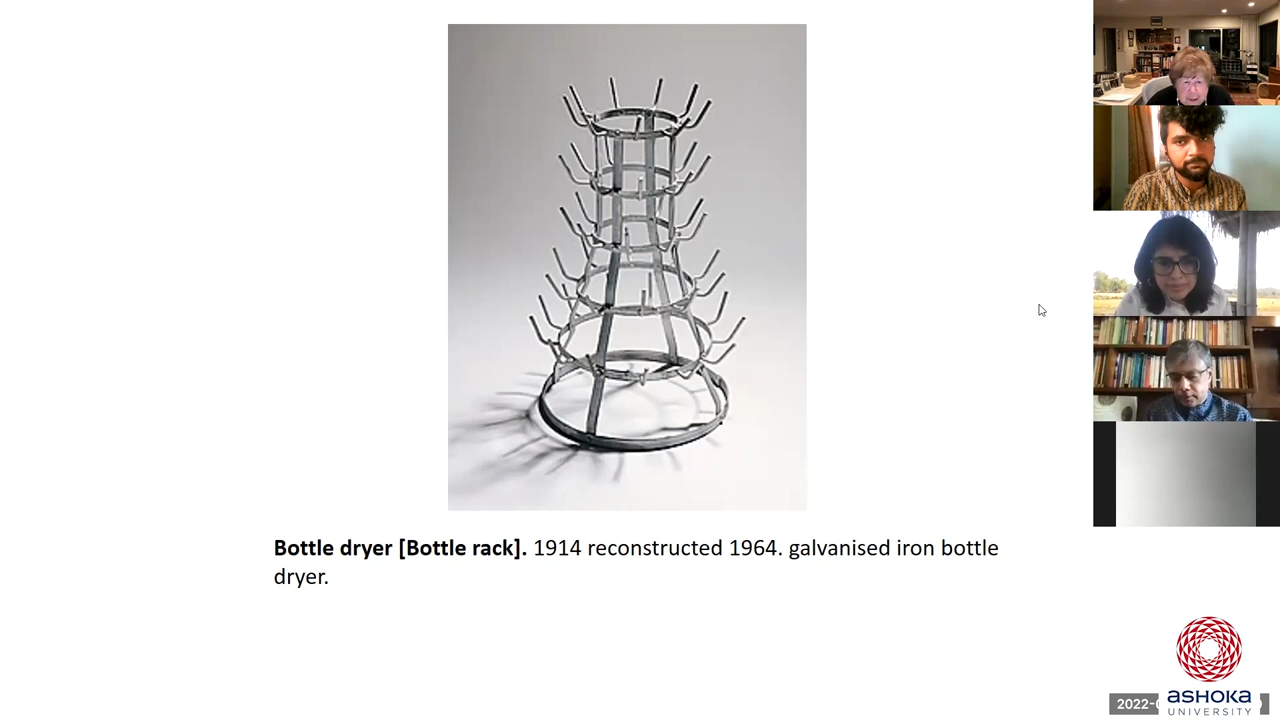 Bottle dryer [Bottle rack]. 1914 reconstructed 1964. galvanised iron bottle
dryer.
ASHOKA
UNIVERSITY
2022-